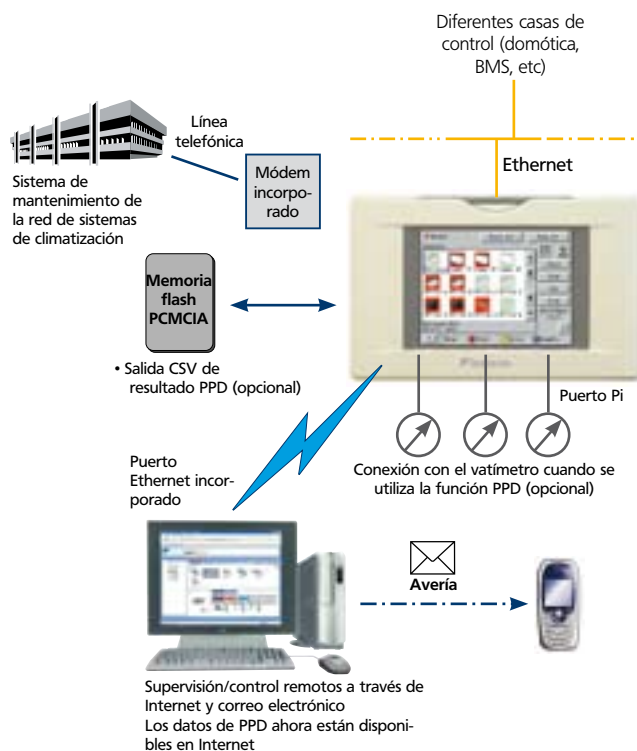 Diferentes casas de
control (domótica,
BMS, etc)
Línea
telefónica
Ethernet
Módem
incorpo-
rado
Sistema de
mantenimiento de
la red de sistemas
de climatización
Memoria
flash
PCMCIA
• Salida CSV de
resultado PPD (opcional)
Puerto Pi
Conexión con el vatímetro cuando se
utiliza la función PPD (opcional)
Puerto
Ethernet incor-
porado
Avería
Supervisión/control remotos a través de
Internet y correo electrónico
Los datos de PPD ahora están disponi-
bles en Internet